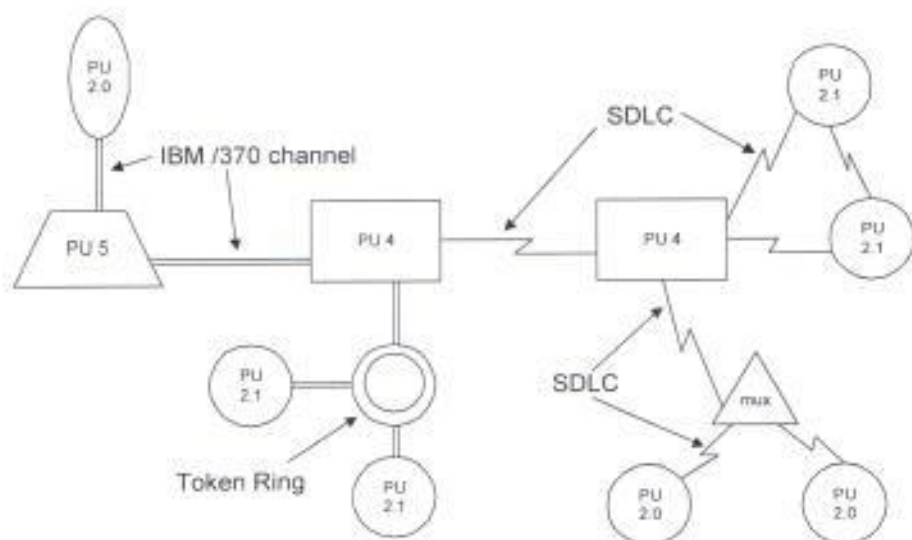 PU
2.0
IBM /370 channel
PU 5
PU 4
SDLC
PU
2.1
PU 4
PU
2.1
PU
2.1
Token Ring
PU
2.1
SDLC
mux
PU
2.0
PU
2.0